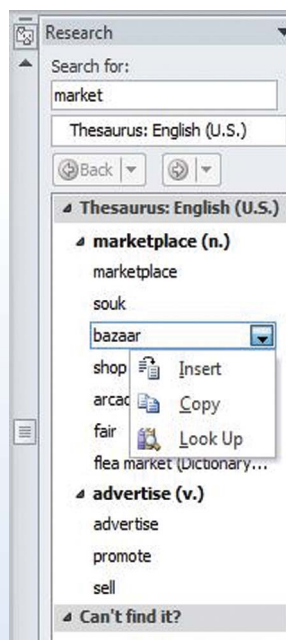 Research
Search for:
market
Thesaurus: English (U.S.)
Back
Thesaurus: English (U.S.)
marketplace (n.)
marketplace
souk
bazaar
shop
Insert
Copy
fair
Look Up
flea market (Dictionary...
advertise (v.)
advertise
promote
sell
Can't find it?